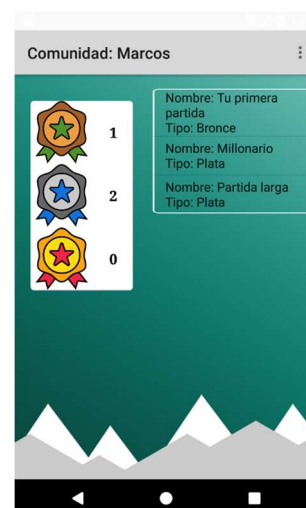 Comunidad: Marcos
1
2
0
Nombre: Tu primera
partida
Tipo: Bronce
Nombre: Millonario
Tipo: Plata
Nombre: Partida larga
Tipo: Plata